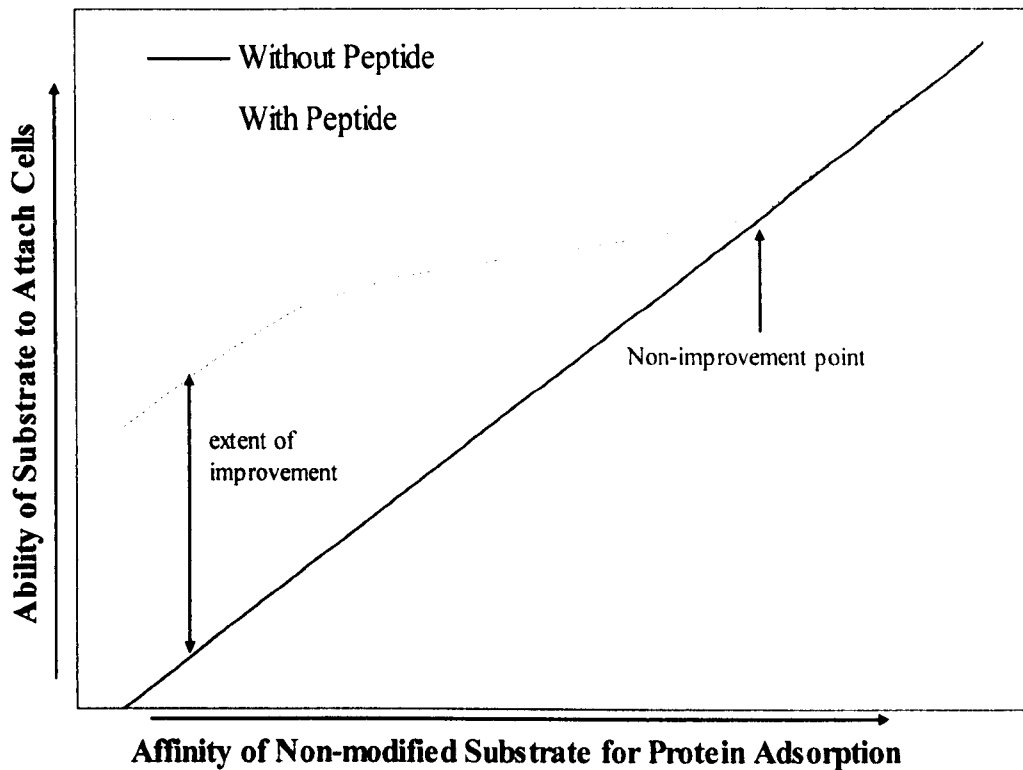 Without Peptide
With Peptide
Ability of Substrate to Attach Cells
Non-improvement point
extent of
improvement
Affinity of Non-modified Substrate for Protein Adsorption